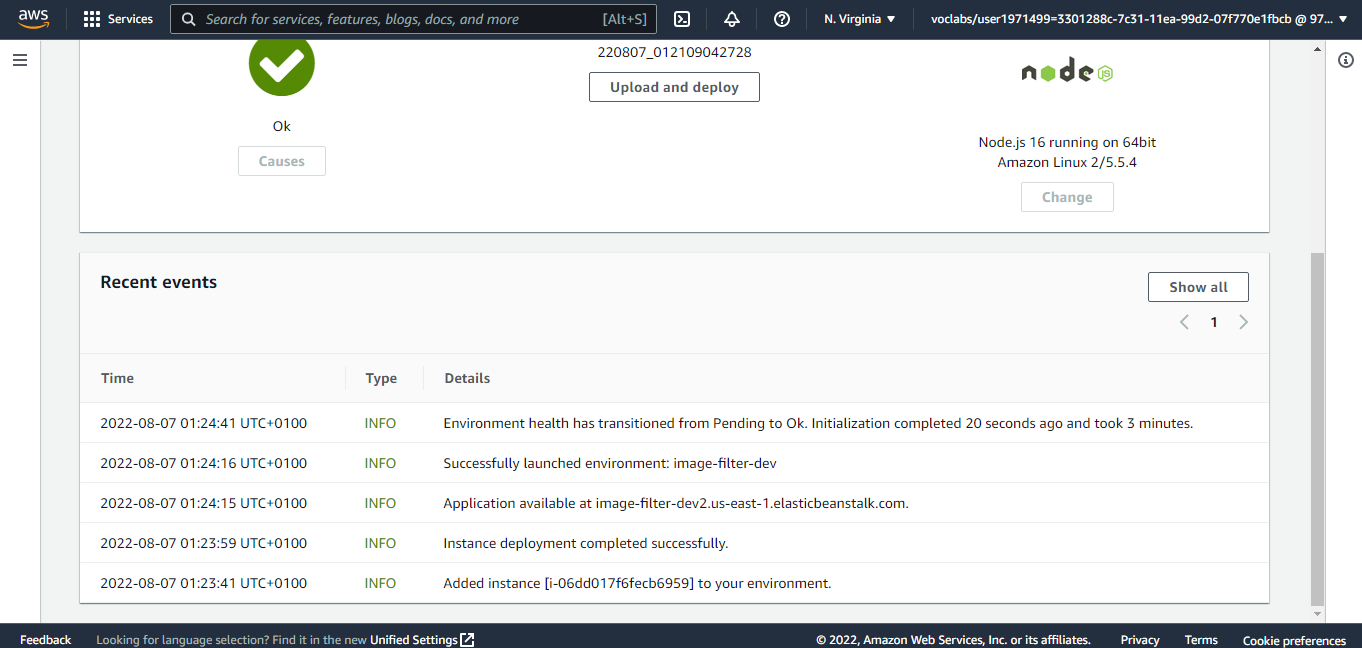 aws
Services
Search for services, features, blogs, docs, and more [Alt+S]
N. Virginia
voclabs/user1971499=3301288c-7c31-11ea-99d2-07f770e1fbcb @ 97...
Ok
Causes
220807_012109042728
Upload and deploy
node JS
Node.js 16 running on 64bit
Amazon Linux 2/5.5.4
Change
Recent events
Show all
1
Time Type Details
2022-08-07 01:24:41 UTC+0100 INFO Environment health has transitioned from Pending to Ok. Initialization completed 20 seconds ago and took 3 minutes.
2022-08-07 01:24:16 UTC+0100 INFO Successfully launched environment: image-filter-dev
2022-08-07 01:24:15 UTC+0100 INFO Application available at image-filter-dev2.us-east-1.elasticbeanstalk.com.
2022-08-07 01:23:59 UTC+0100 INFO Instance deployment completed successfully.
2022-08-07 01:23:41 UTC+0100 INFO Added instance [i-06dd017f6fecb6959] to your environment.
Feedback Looking for language selection? Find it in the new Unified Settings © 2022, Amazon Web Services, Inc. or its affiliates. Privacy Terms Cookie preferences